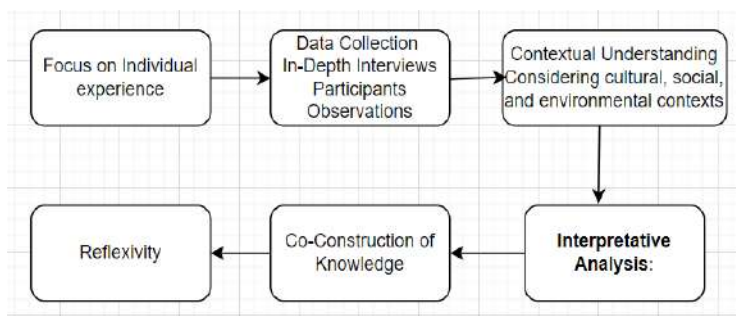 Focus on Individual
experience
Data Collection
In-Depth Interviews
Participants
Observations
Contextual Understanding
Considering cultural, social,
and environmental contexts
Interpretative
Analysis:
Co-Construction of
Knowledge
Reflexivity